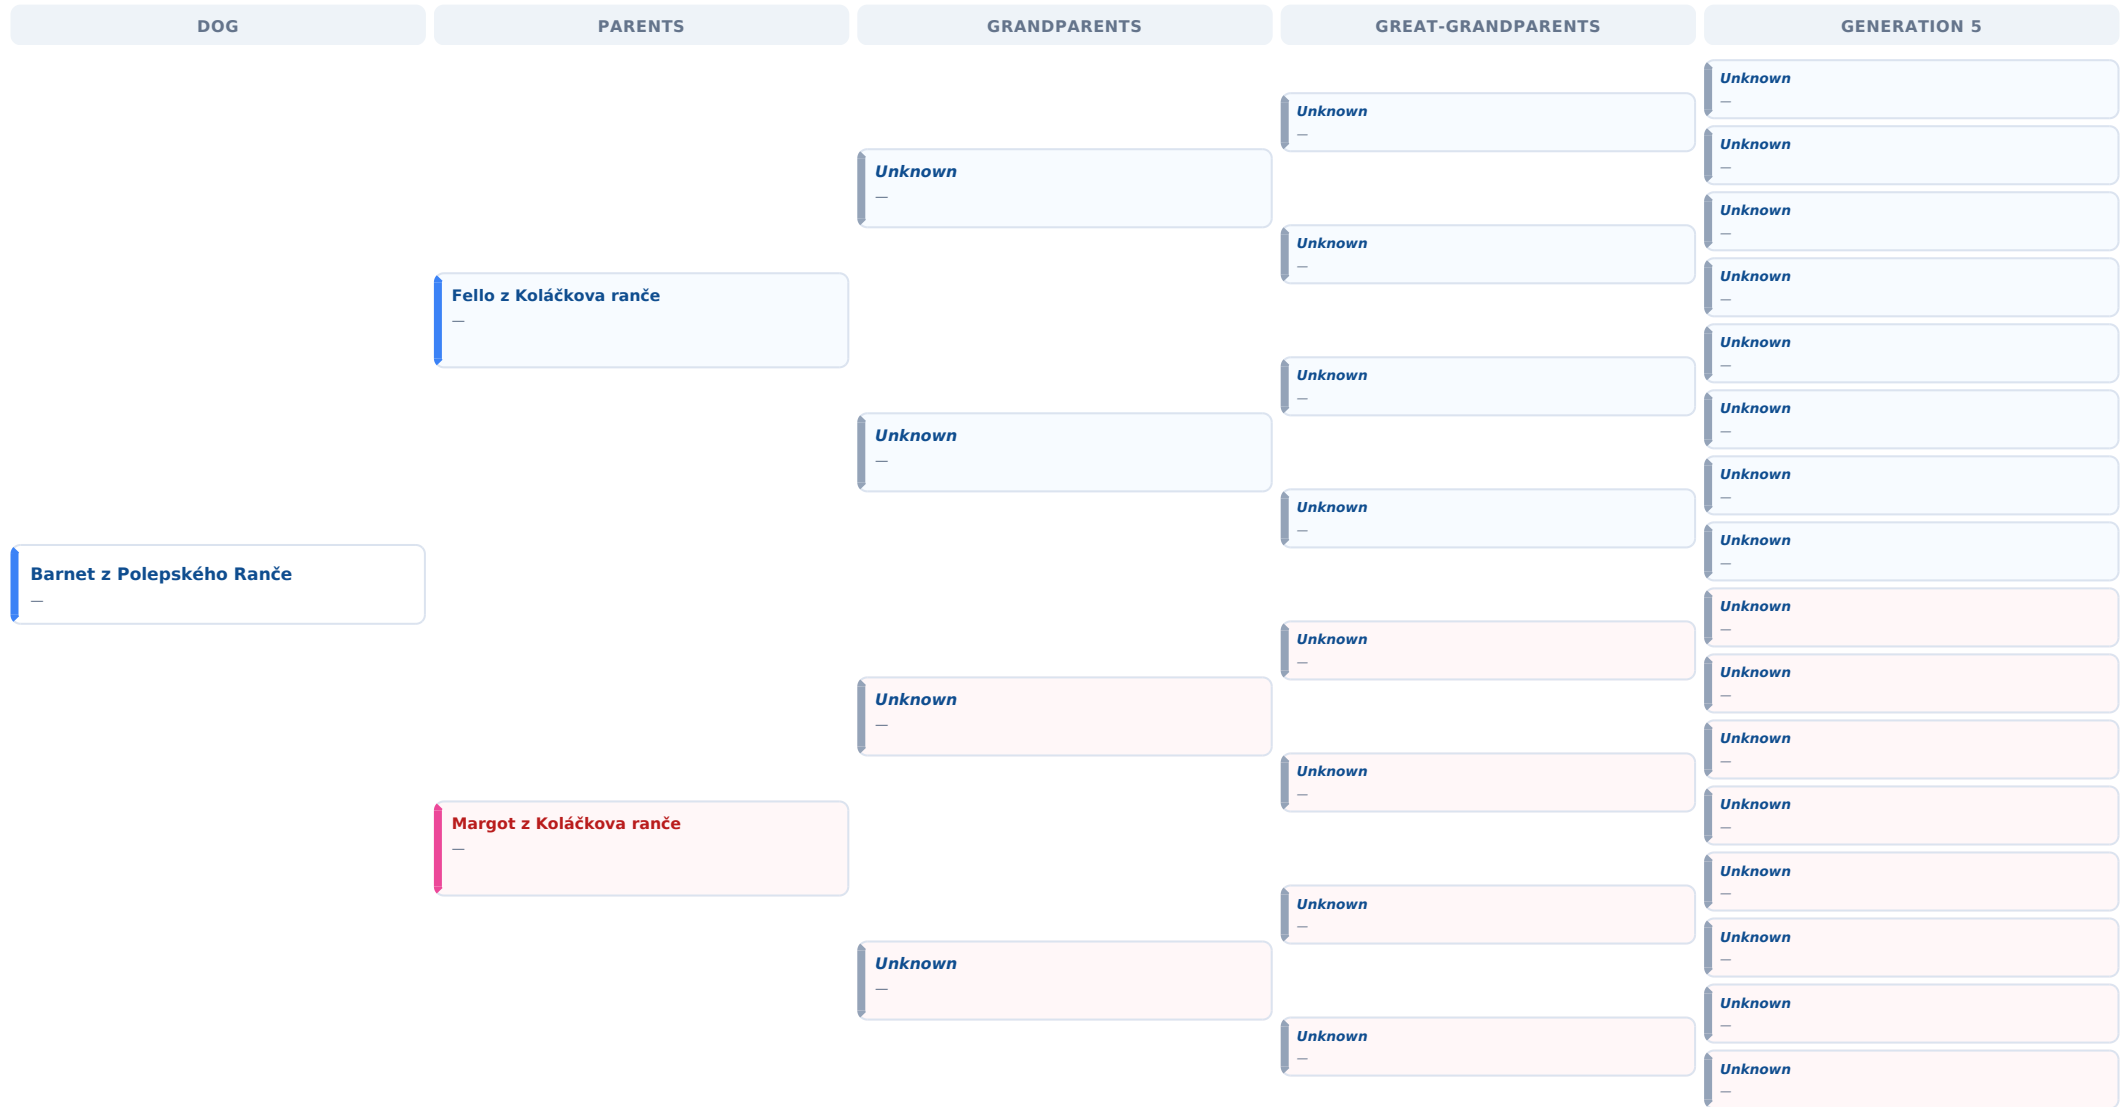 DOG
PARENTS
GRANDPARENTS
GREAT-GRANDPARENTS
GENERATION 5
Barnet z Polepského Ranče
—
Fello z Koláčkova ranče
—
Margot z Koláčkova ranče
—
Unknown
—
Unknown
—
Unknown
—
Unknown
—
Unknown
—
Unknown
—
Unknown
—
Unknown
—
Unknown
—
Unknown
—
Unknown
—
Unknown
—
Unknown
—
Unknown
—
Unknown
—
Unknown
—
Unknown
—
Unknown
—
Unknown
—
Unknown
—
Unknown
—
Unknown
—
Unknown
—
Unknown
—
Unknown
—
Unknown
—
Unknown
—
Unknown
—